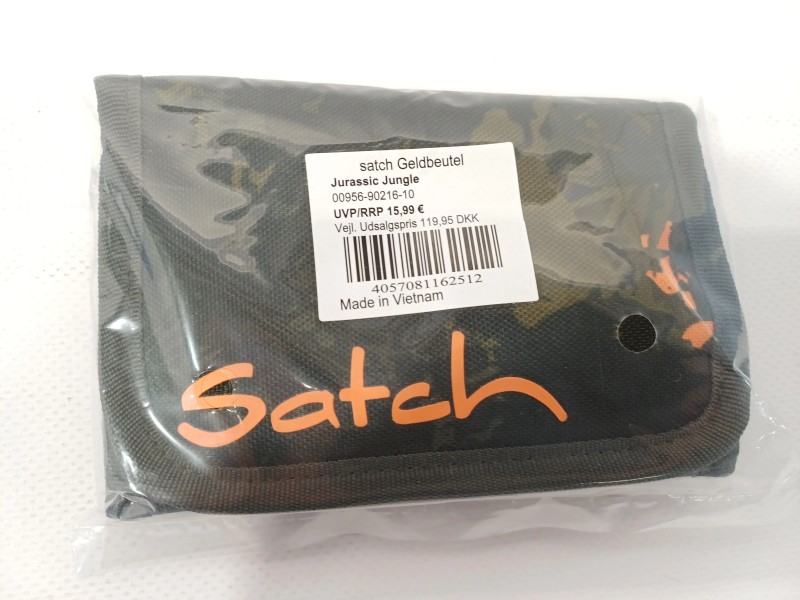 satch Geldbeutel
Jurassic Jungle
00956-90216-10
UVP/RRP 15,99 €
Vejl. Udsalgspris 119,95 DKK
4057081162512
Made in Vietnam
Satch